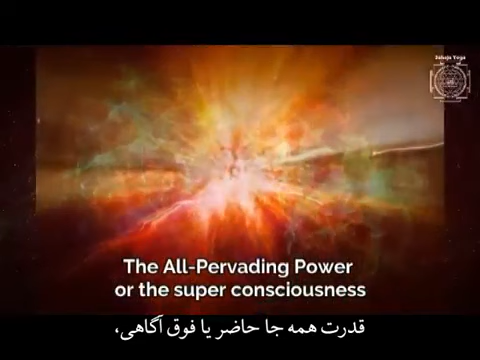 Sahaja Yoga
The All-Pervading Power
or the super consciousness
قدرت همه جا حاضر یا فوق آگاهی،